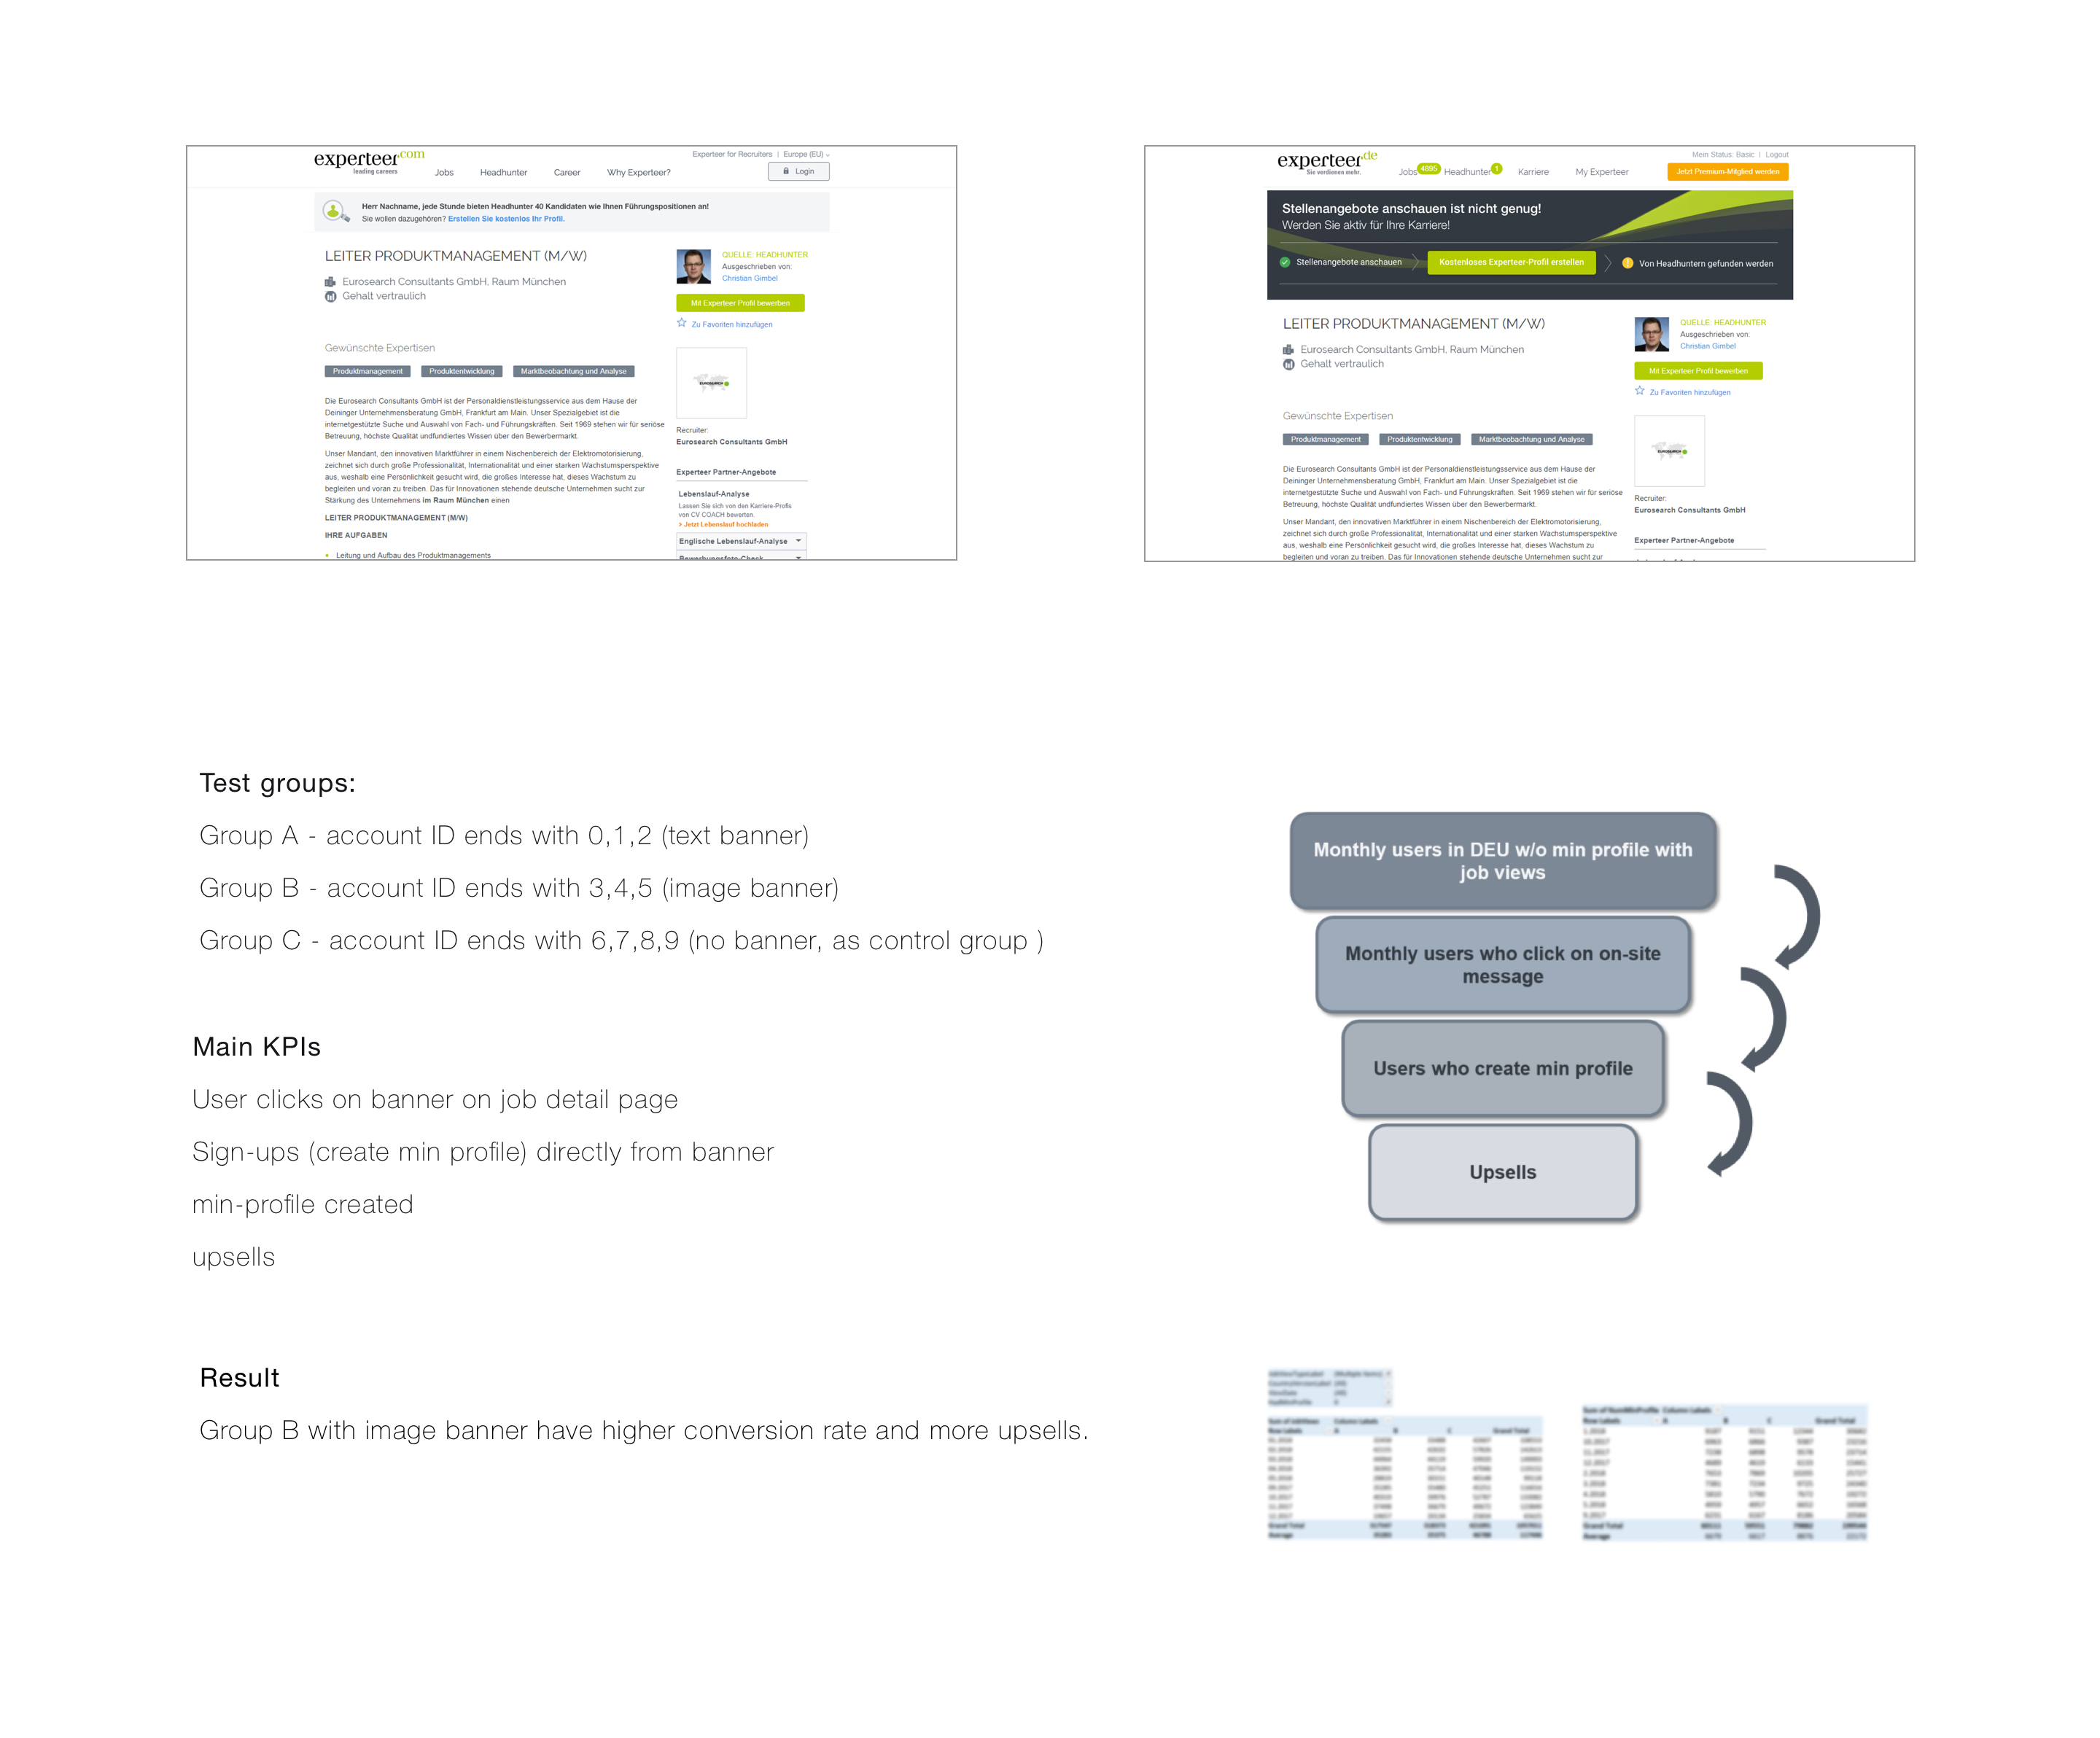 experteer.com
leading careers
Jobs
Headhunter
Career
Why Experteer?
Experteer for Recruiters | Europe (EU)
Login
Herr Nachname, jede Stunde bieten Headhunter 40 Kandidaten wie Ihnen Führungspositionen an!
Sie wollen dazugehören? Erstellen Sie kostenlos Ihr Profil.
LEITER PRODUKTMANAGEMENT (M/W)
Eurosearch Consultants GmbH, Raum München
Gehalt vertraulich
Gewünschte Expertisen
Produktmanagement
Produktentwicklung
Marktbeobachtung und Analyse
Die Eurosearch Consultants GmbH ist der Personaldienstleistungsservice aus dem Hause der
Deininger Unternehmensberatung GmbH, Frankfurt am Main. Unser Spezialgebiet ist die
internetgestützte Suche und Auswahl von Fach- und Führungskräften. Seit 1969 stehen wir für seriöse
Betreuung, höchste Qualität undfundiertes Wissen über den Bewerbermarkt.
Unser Mandant, den innovativen Marktführer in einem Nischenbereich der Elektromotorisierung,
zeichnet sich durch große Professionalität, Internationalität und einer starken Wachstumsperspektive
aus, weshalb eine Persönlichkeit gesucht wird, die großes Interesse hat, dieses Wachstum zu
begleiten und voran zu treiben. Das für Innovationen stehende deutsche Unternehmen sucht zur
Stärkung des Unternehmens im Raum München einen
LEITER PRODUKTMANAGEMENT (M/W)
IHRE AUFGABEN
Leitung und Aufbau des Produktmanagements
QUELLE: HEADHUNTER
Ausgeschrieben von:
Christian Gimbel
Mit Experteer Profil bewerben
Zu Favoriten hinzufügen
EUROSEARCH
Recruiter:
Eurosearch Consultants GmbH
Experteer Partner-Angebote
Lebenslauf-Analyse
Lassen Sie sich von den Karriere-Profis
von CV COACH bewerten.
> Jetzt Lebenslauf hochladen
Englische Lebenslauf-Analyse
Bewerbungsfoto-Check
experteer.de
Sie verdienen mehr.
Jobs 4895
Headhunter 1
Karriere
My Experteer
Mein Status: Basic | Logout
Jetzt Premium-Mitglied werden
Stellenangebote anschauen ist nicht genug!
Werden Sie aktiv für Ihre Karriere!
Stellenangebote anschauen
Kostenloses Experteer-Profil erstellen
Von Headhuntern gefunden werden
LEITER PRODUKTMANAGEMENT (M/W)
Eurosearch Consultants GmbH, Raum München
Gehalt vertraulich
Gewünschte Expertisen
Produktmanagement
Produktentwicklung
Marktbeobachtung und Analyse
Die Eurosearch Consultants GmbH ist der Personaldienstleistungsservice aus dem Hause der
Deininger Unternehmensberatung GmbH, Frankfurt am Main. Unser Spezialgebiet ist die
internetgestützte Suche und Auswahl von Fach- und Führungskräften. Seit 1969 stehen wir für seriöse
Betreuung, höchste Qualität undfundiertes Wissen über den Bewerbermarkt.
Unser Mandant, den innovativen Marktführer in einem Nischenbereich der Elektromotorisierung,
zeichnet sich durch große Professionalität, Internationalität und einer starken Wachstumsperspektive
aus, weshalb eine Persönlichkeit gesucht wird, die großes Interesse hat, dieses Wachstum zu
begleiten und voran zu treiben. Das für Innovationen stehende deutsche Unternehmen sucht zur
QUELLE: HEADHUNTER
Ausgeschrieben von:
Christian Gimbel
Mit Experteer Profil bewerben
Zu Favoriten hinzufügen
EUROSEARCH
Recruiter:
Eurosearch Consultants GmbH
Experteer Partner-Angebote
Test groups:
Group A - account ID ends with 0,1,2 (text banner)
Group B - account ID ends with 3,4,5 (image banner)
Group C - account ID ends with 6,7,8,9 (no banner, as control group )
Main KPIs
User clicks on banner on job detail page
Sign-ups (create min profile) directly from banner
min-profile created
upsells
Result
Group B with image banner have higher conversion rate and more upsells.
Monthly users in DEU w/o min profile with
job views
Monthly users who click on on-site
message
Users who create min profile
Upsells